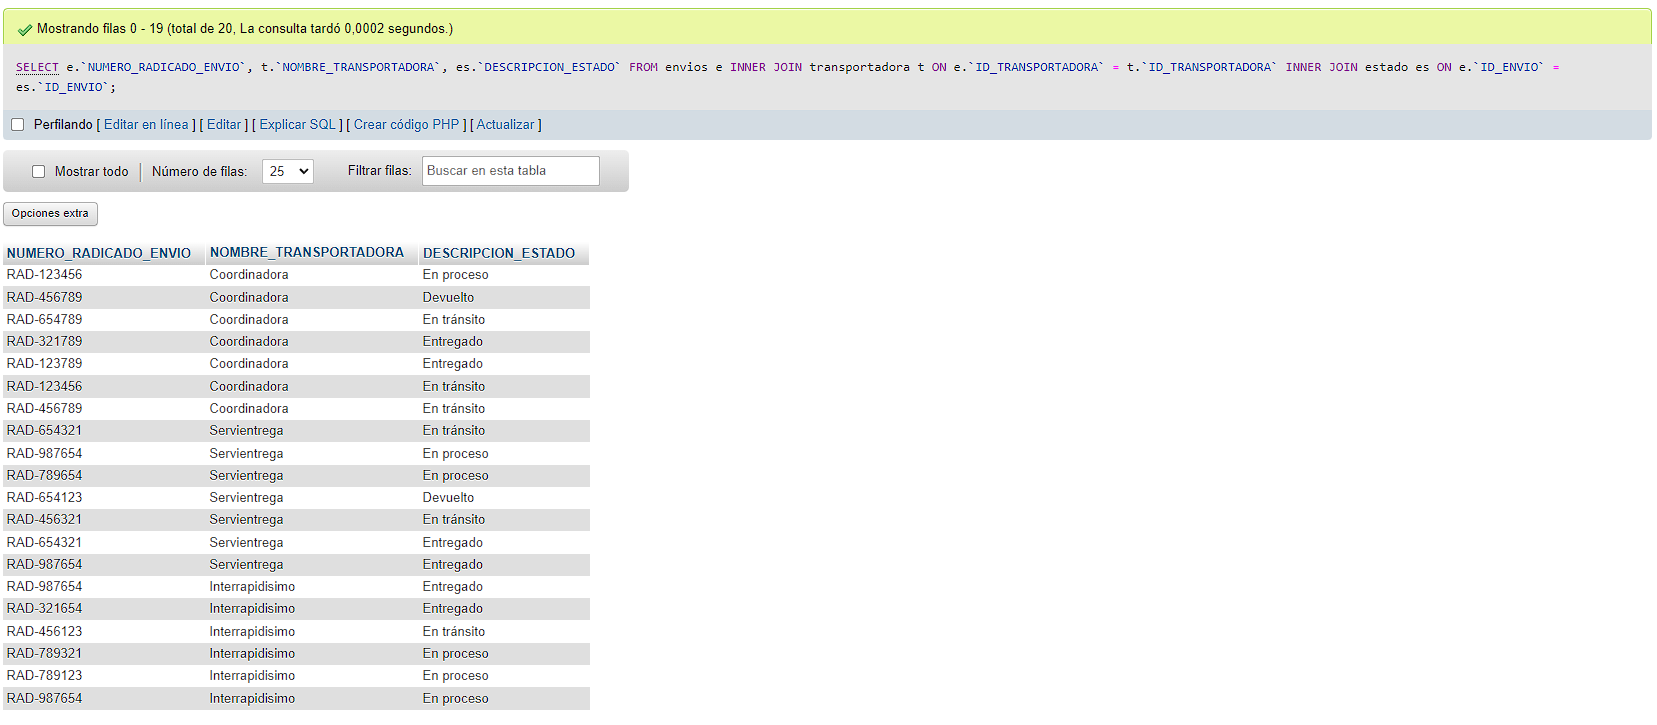 Mostrando filas 0 - 19 (total de 20, La consulta tardó 0,0002 segundos.)
SELECT e.`NUMERO_RADICADO_ENVIO`, t.`NOMBRE_TRANSPORTADORA`, es.`DESCRIPCION_ESTADO` FROM envios e INNER JOIN transportadora t ON e.`ID_TRANSPORTADORA` = t.`ID_TRANSPORTADORA` INNER JOIN estado es ON e.`ID_ENVIO` =
es.`ID_ENVIO`;
Perfilando [ Editar en línea ] [ Editar ] [ Explicar SQL ] [ Crear código PHP ] [ Actualizar ]
Mostrar todo Número de filas: 25 Filtrar filas: Buscar en esta tabla
Opciones extra
NUMERO_RADICADO_ENVIO NOMBRE_TRANSPORTADORA DESCRIPCION_ESTADO
RAD-123456 Coordinadora En proceso
RAD-456789 Coordinadora Devuelto
RAD-654789 Coordinadora En tránsito
RAD-321789 Coordinadora Entregado
RAD-123789 Coordinadora Entregado
RAD-123456 Coordinadora En tránsito
RAD-456789 Coordinadora En tránsito
RAD-654321 Servientrega En tránsito
RAD-987654 Servientrega En proceso
RAD-789654 Servientrega En proceso
RAD-654123 Servientrega Devuelto
RAD-456321 Servientrega En tránsito
RAD-654321 Servientrega Entregado
RAD-987654 Servientrega Entregado
RAD-987654 Interrapidisimo Entregado
RAD-321654 Interrapidisimo Entregado
RAD-456123 Interrapidisimo En tránsito
RAD-789321 Interrapidisimo En proceso
RAD-789123 Interrapidisimo En proceso
RAD-987654 Interrapidisimo En proceso